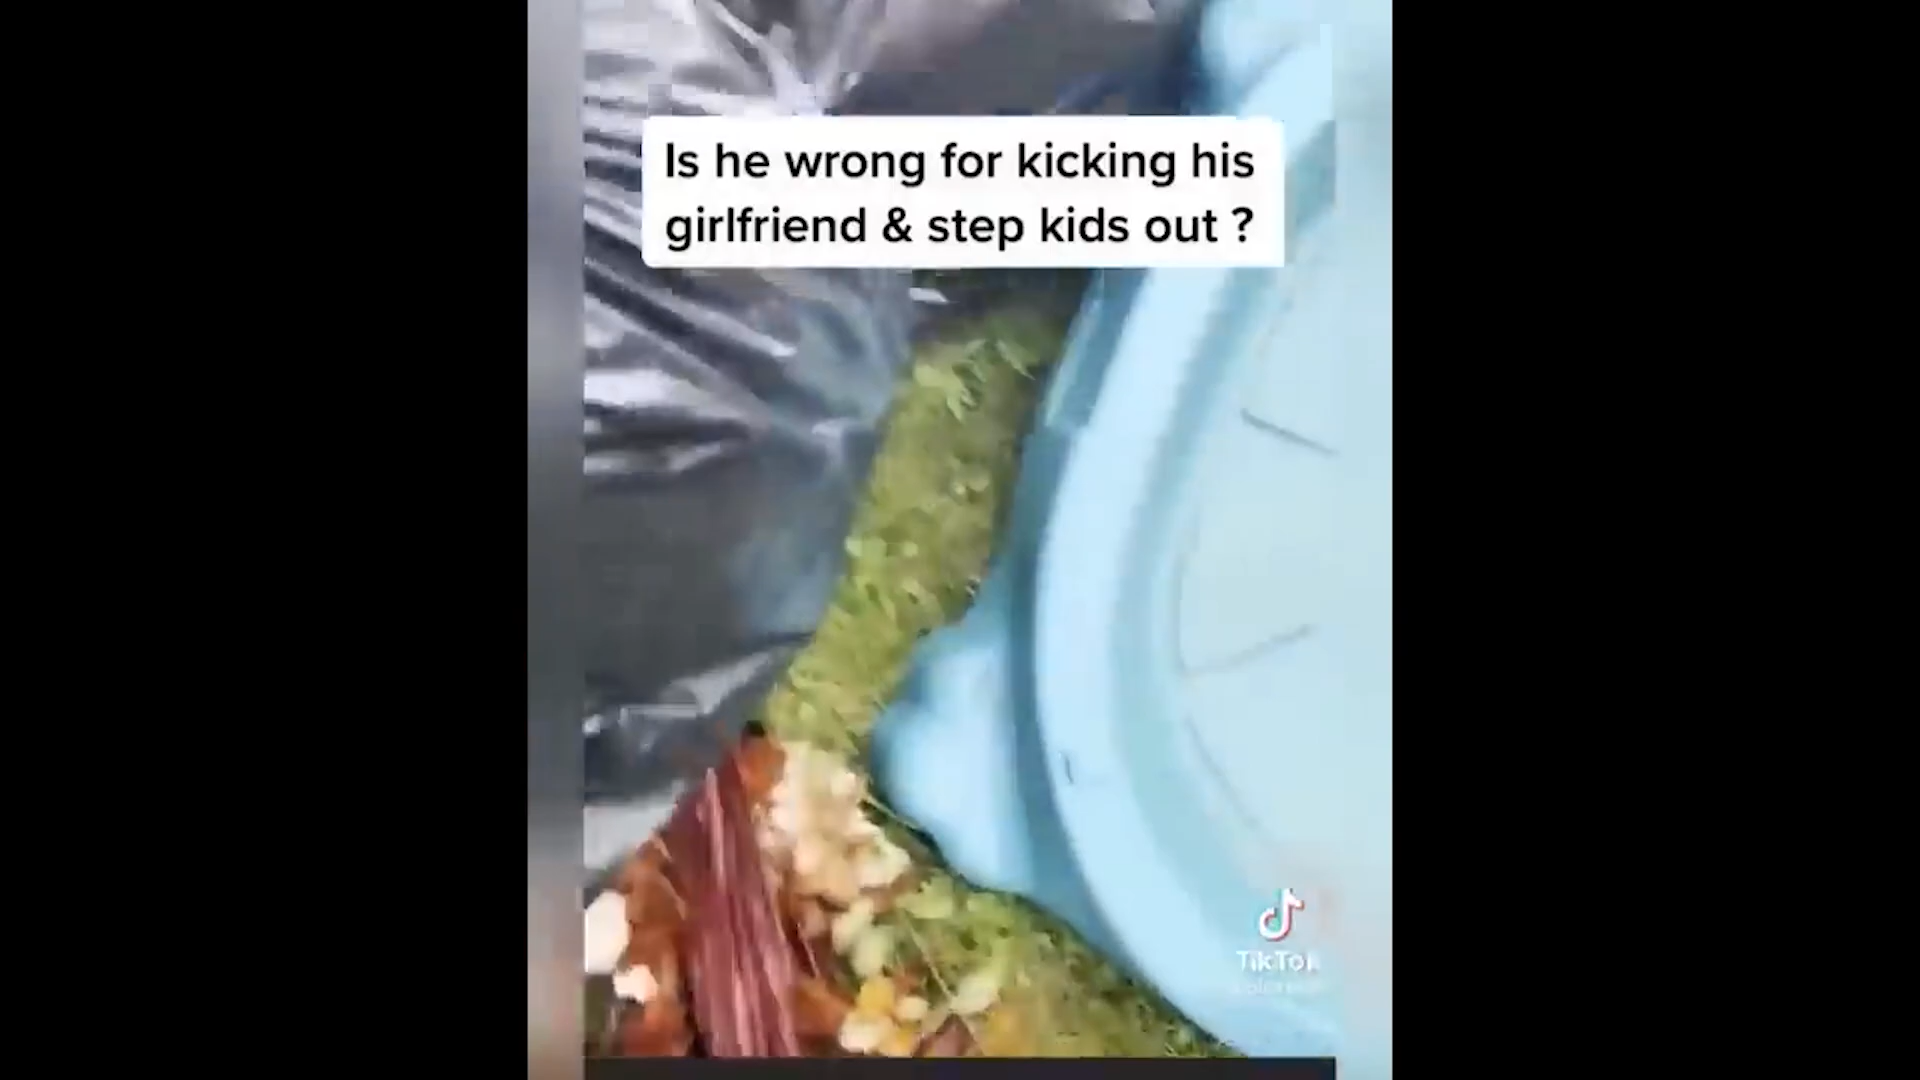 Is he wrong for kicking his
girlfriend & step kids out ?
TikTok